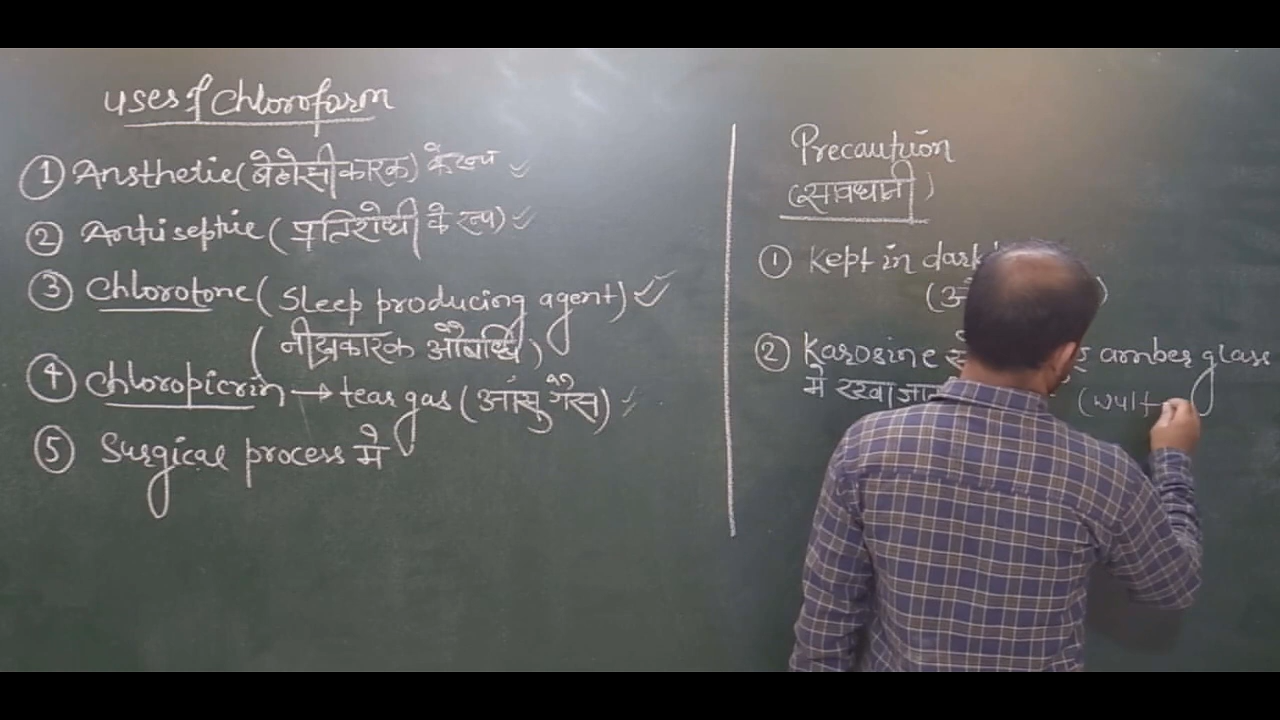 uses of chloroform
① Ansthetic (बेहोसीकारक) के रूप
② Antiseptic (प्रतिरोधी के रूप)
③ Chlorotone (Sleep producing agent)
(नीद्राकारक औषधि)
④ Chloropicrin → tear gas (आंसु गैस)
⑤ Surgical process मे
Precaution
(सावधानी)
① Kept in dark
② Karosine amber glass
मे रखा